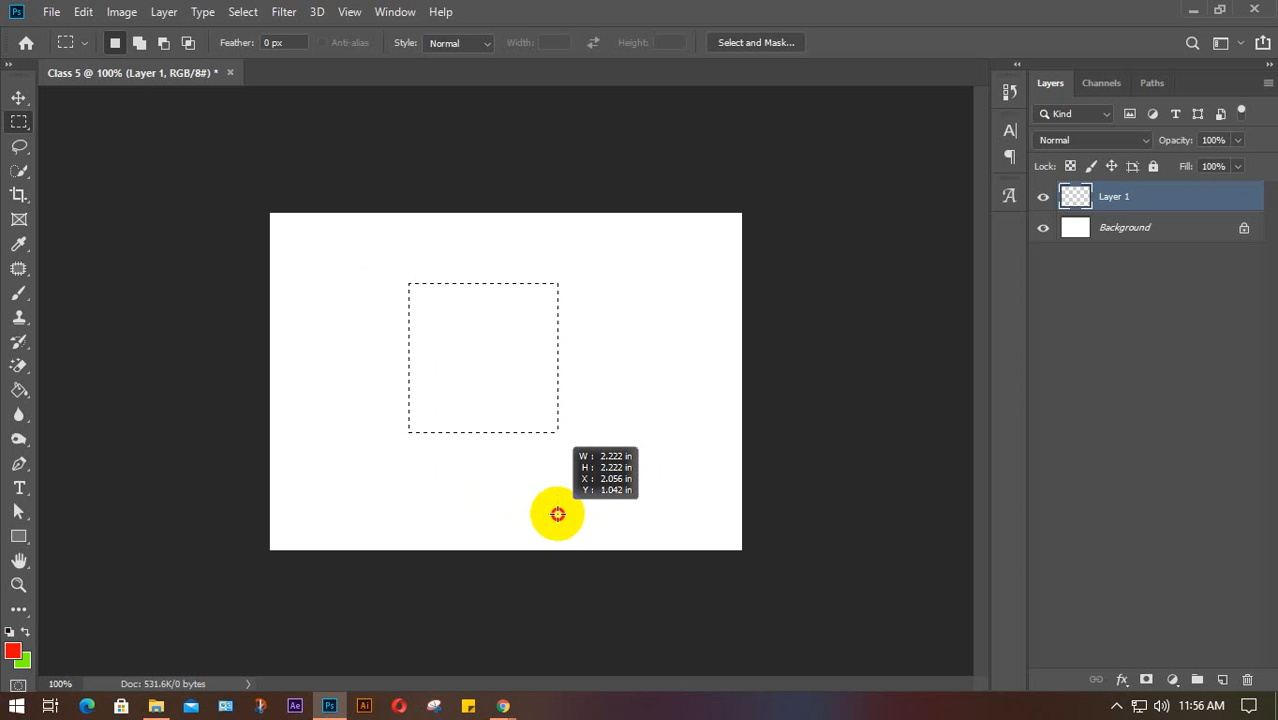 Ps File Edit Image Layer Type Select Filter 3D View Window Help
Feather: 0 px Anti-alias Style: Normal Width: Height: Select and Mask...
Class 5 @ 100% (Layer 1, RGB/8#) *
Layers Channels Paths
Kind
Normal Opacity: 100%
Lock: Fill: 100%
Layer 1
Background
W: 2.222 in
H: 2.222 in
X: 2.056 in
Y: 1.042 in
100% Doc: 531.6K/0 bytes
Ae Ps Ai 11:56 AM